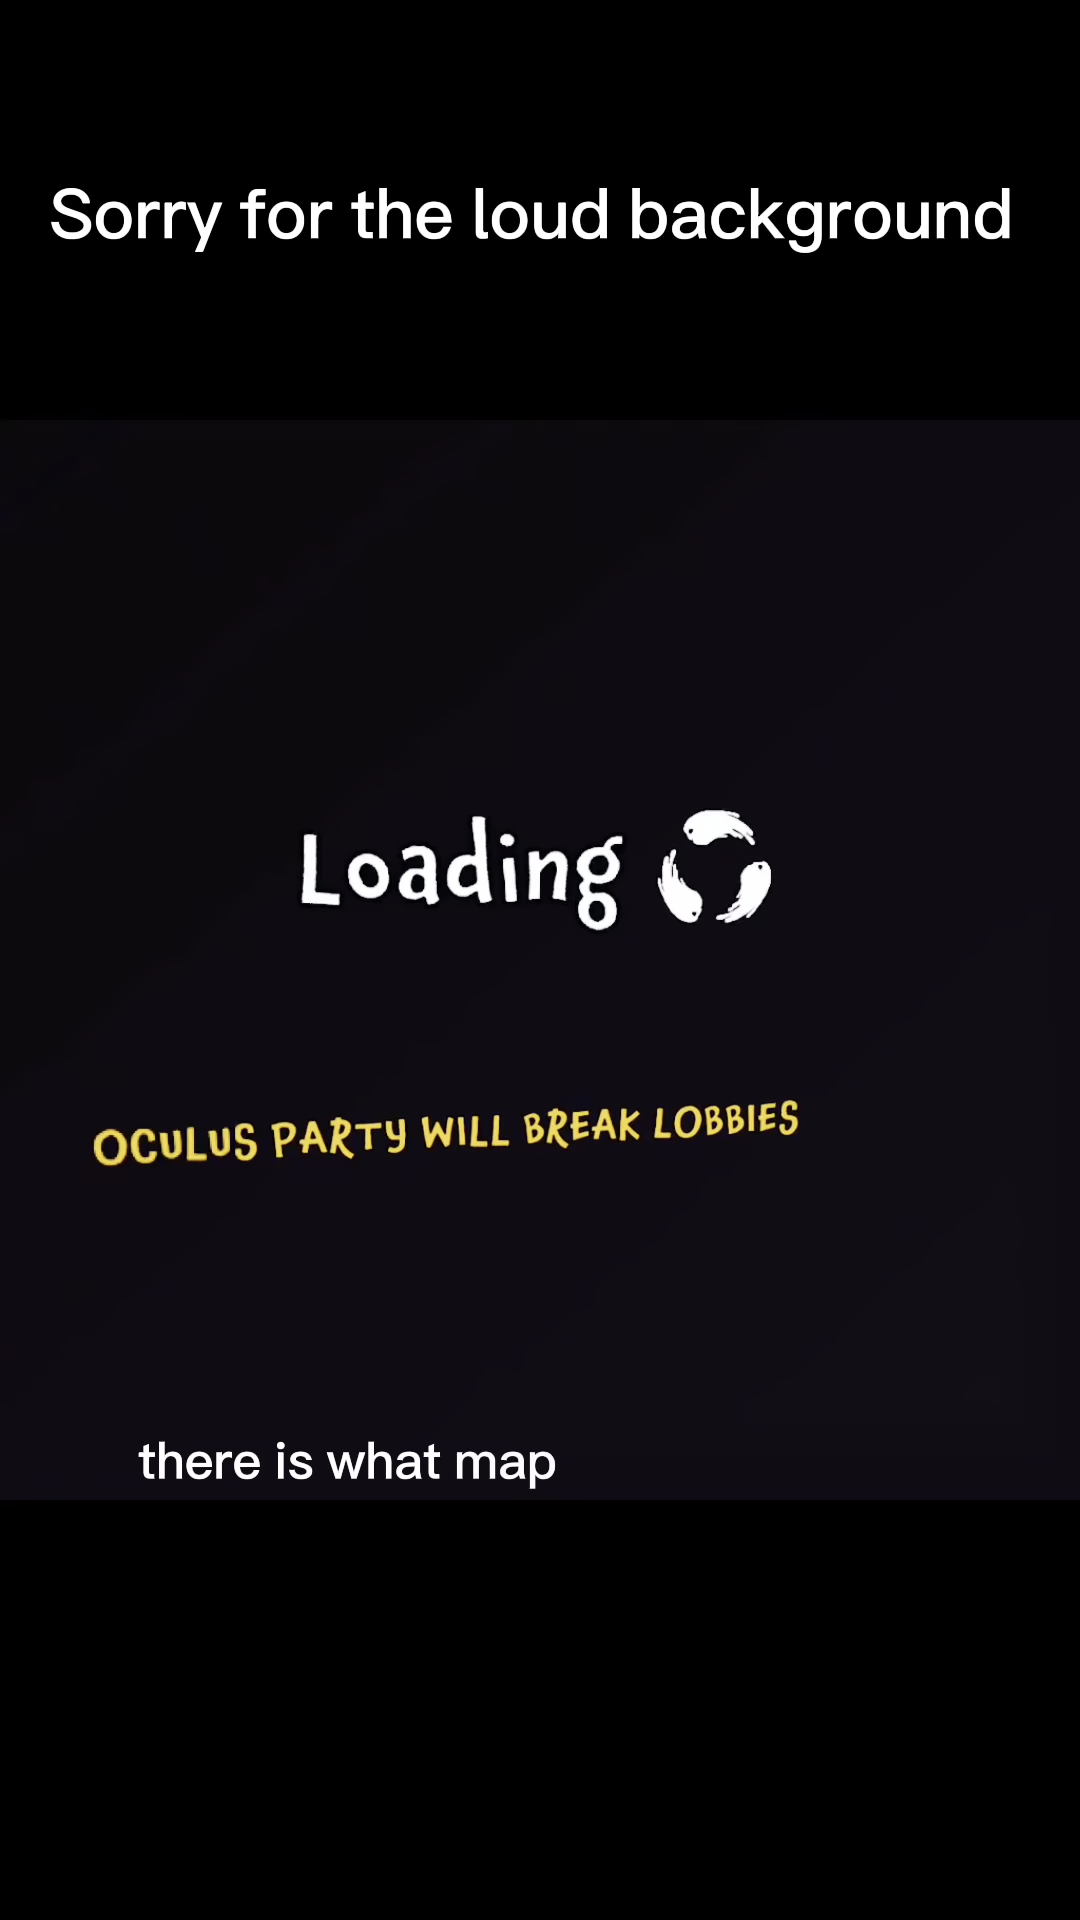 Sorry for the loud background
Loading
OCULUS PARTY WILL BREAK LOBBIES
there is what map